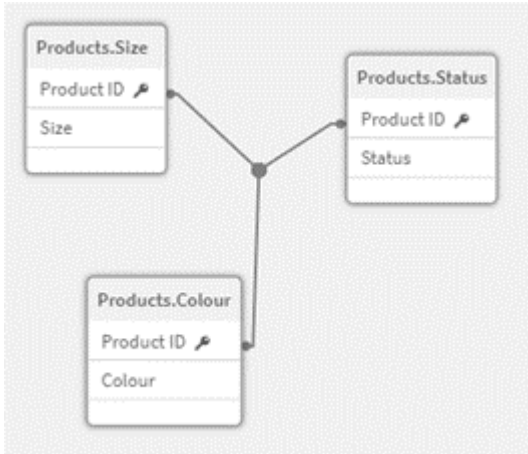 Products.Size
Product ID
Size
Products.Status
Product ID
Status
Products.Colour
Product ID
Colour